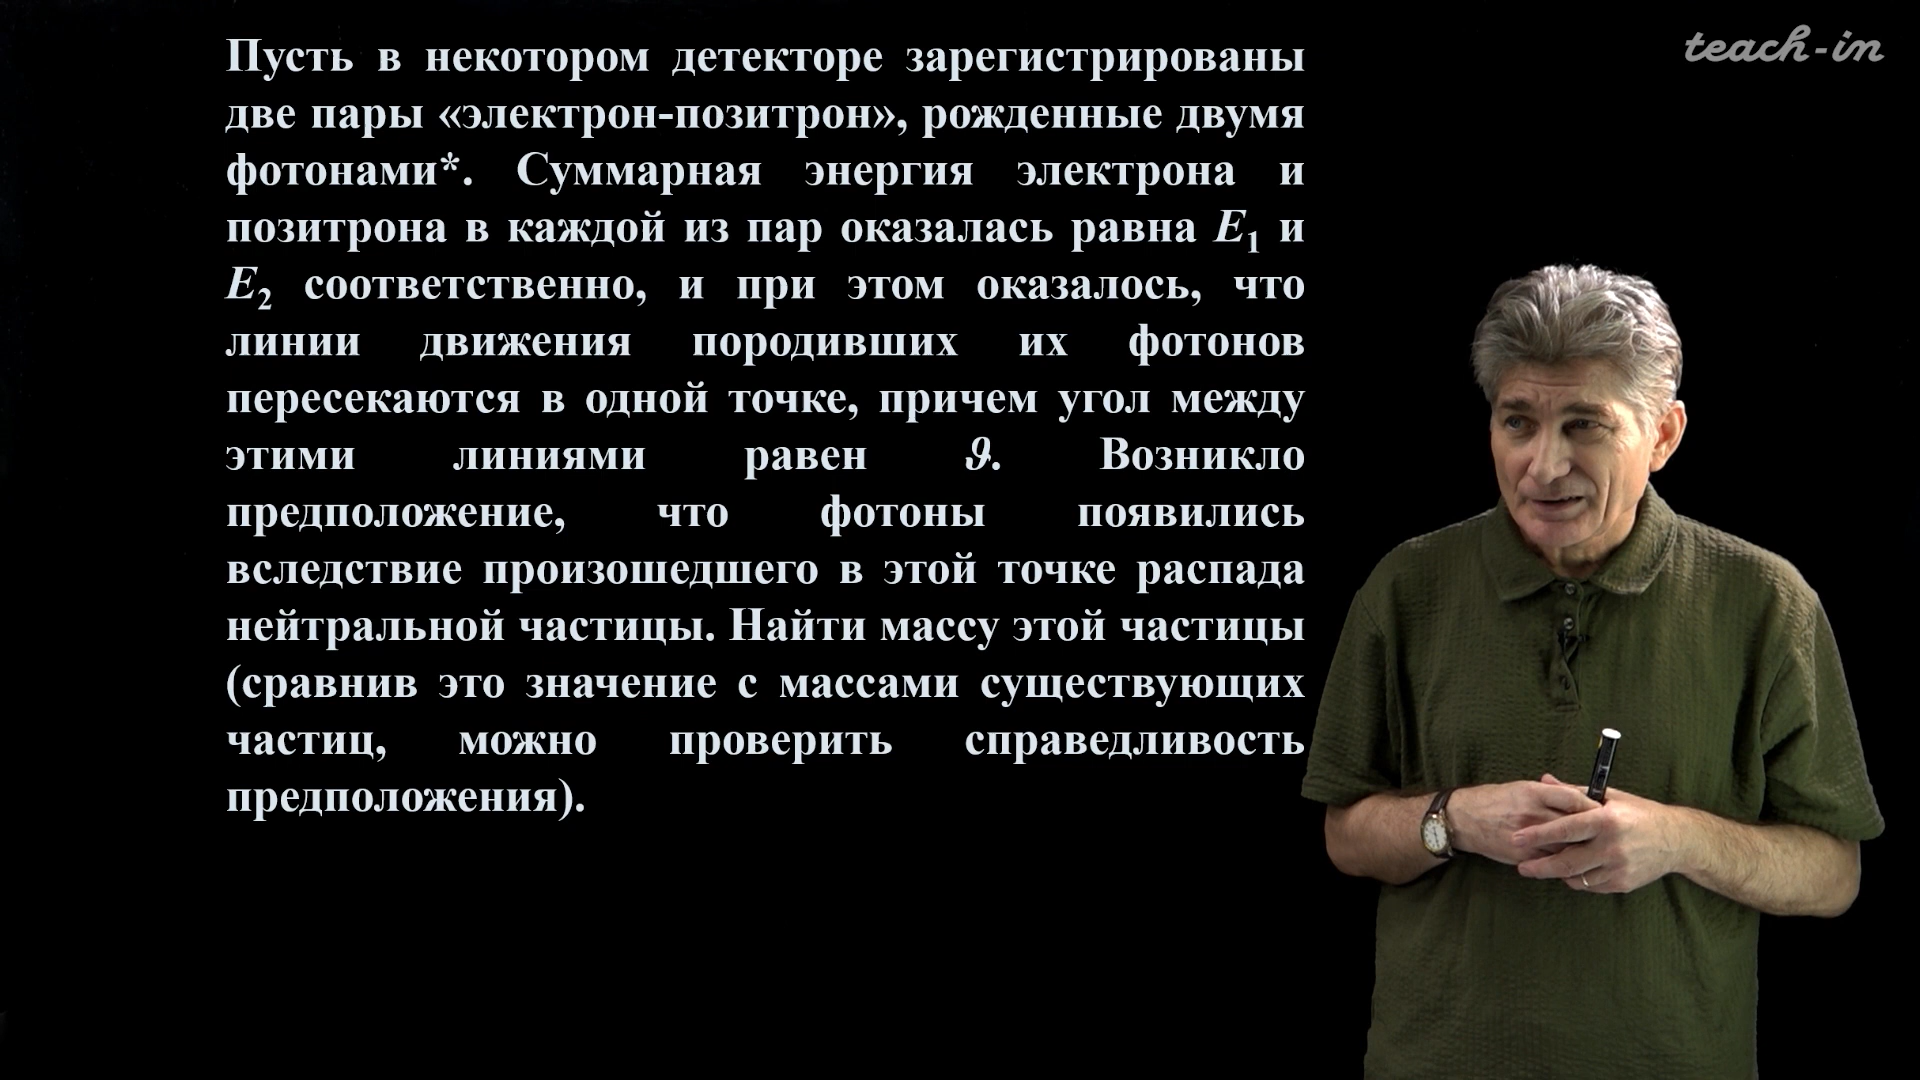 Пусть в некотором детекторе зарегистрированы
две пары «электрон-позитрон», рожденные двумя
фотонами*. Суммарная энергия электрона и
позитрона в каждой из пар оказалась равна E₁ и
E₂ соответственно, и при этом оказалось, что
линии движения породивших их фотонов
пересекаются в одной точке, причем угол между
этими линиями равен ϑ. Возникло
предположение, что фотоны появились
вследствие произошедшего в этой точке распада
нейтральной частицы. Найти массу этой частицы
(сравнив это значение с массами существующих
частиц, можно проверить справедливость
предположения).
teach-in